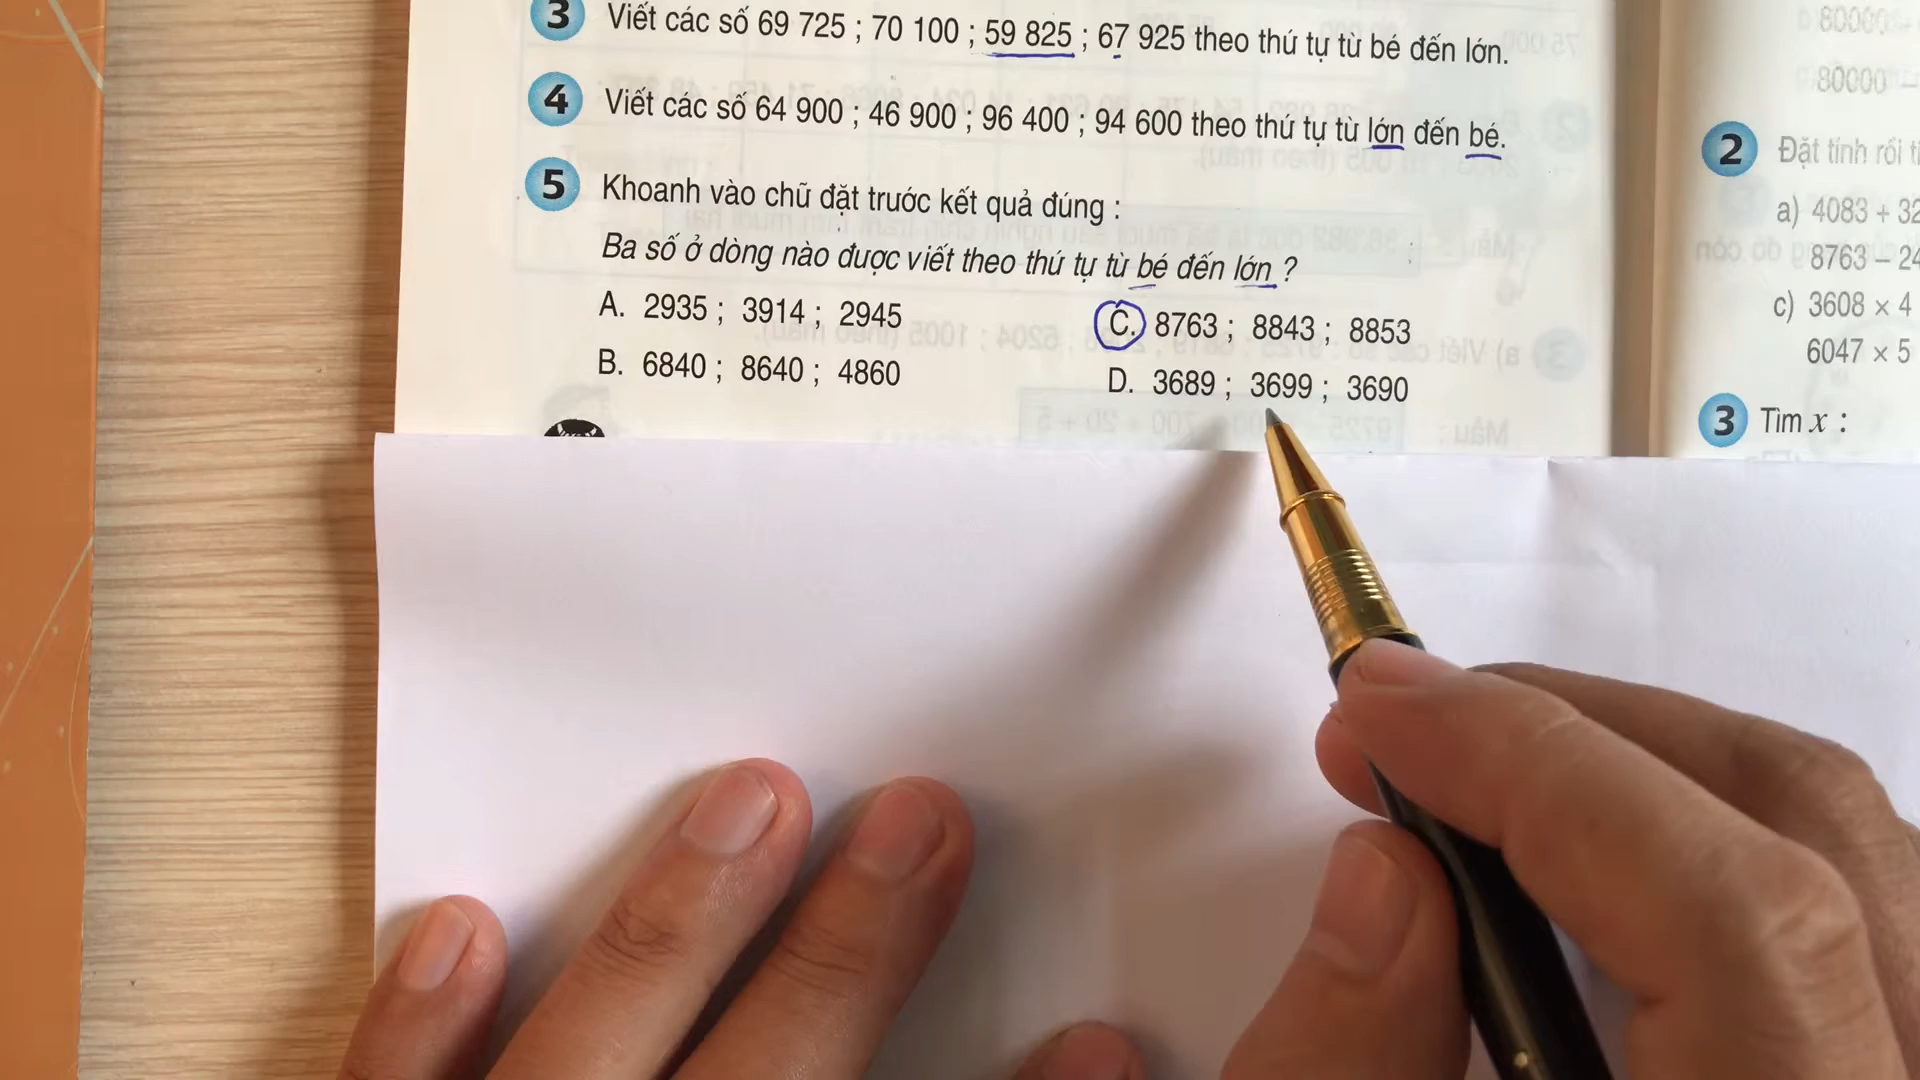 3 Viết các số 69 725 ; 70 100 ; 59 825 ; 67 925 theo thứ tự từ bé đến lớn.
4 Viết các số 64 900 ; 46 900 ; 96 400 ; 94 600 theo thứ tự từ lớn đến bé.
5 Khoanh vào chữ đặt trước kết quả đúng :
Ba số ở dòng nào được viết theo thứ tự từ bé đến lớn ?
A. 2935 ; 3914 ; 2945
C. 8763 ; 8843 ; 8853
B. 6840 ; 8640 ; 4860
D. 3689 ; 3699 ; 3690
80000
80000 –
2 Đặt tính rồi
a) 4083 + 32
8763 – 24
c) 3608 × 4
6047 × 5
3 Tìm x :